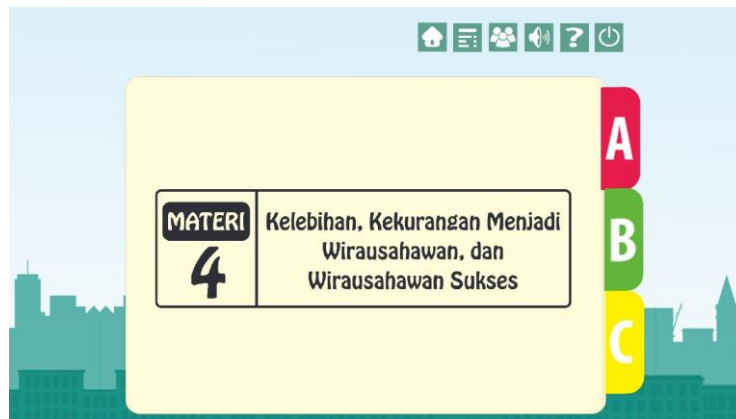 ?
A
MATERI
4
Kelebihan, Kekurangan Menjadi
Wirausahawan, dan
Wirausahawan Sukses
B
C